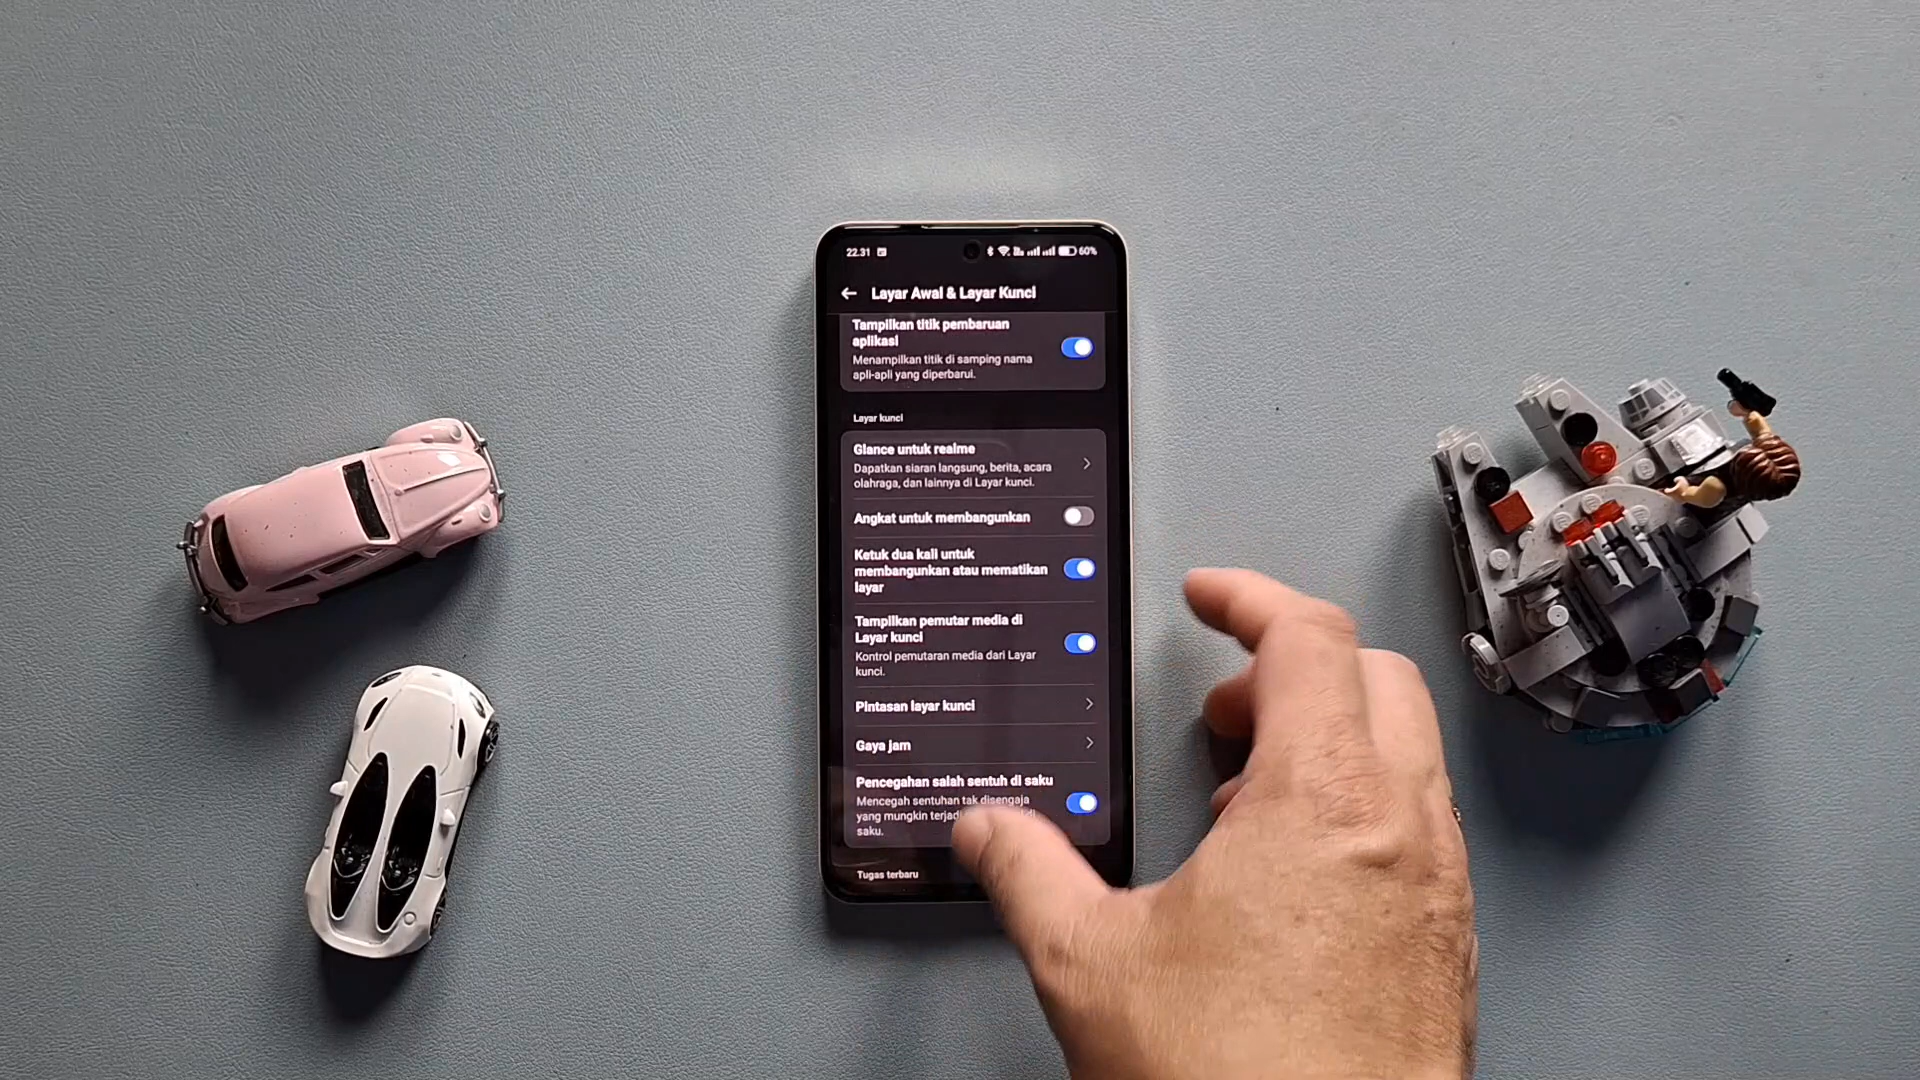 22.31
60%
Layar Awal & Layar Kunci
Tampilkan titik pembaruan
aplikasi
Menampilkan titik di samping nama
apli-apli yang diperbarui.
Layar kunci
Glance untuk realme
Dapatkan siaran langsung, berita, acara
olahraga, dan lainnya di Layar kunci.
Angkat untuk membangunkan
Ketuk dua kali untuk
membangunkan atau mematikan
layar
Tampilkan pemutar media di
Layar kunci
Kontrol pemutaran media dari Layar
kunci.
Pintasan layar kunci
Gaya jam
Pencegahan salah sentuh di saku
Mencegah sentuhan tak disengaja
yang mungkin di
saku.
Tugas terbaru